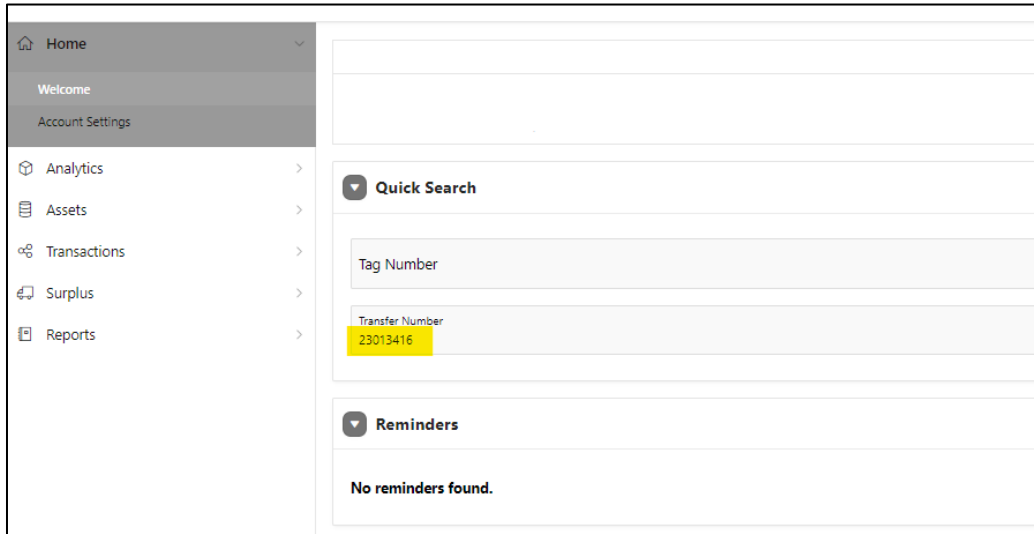 Home
Welcome
Account Settings
Analytics
Assets
Transactions
Surplus
Reports
Quick Search
Tag Number
Transfer Number
23013416
Reminders
No reminders found.